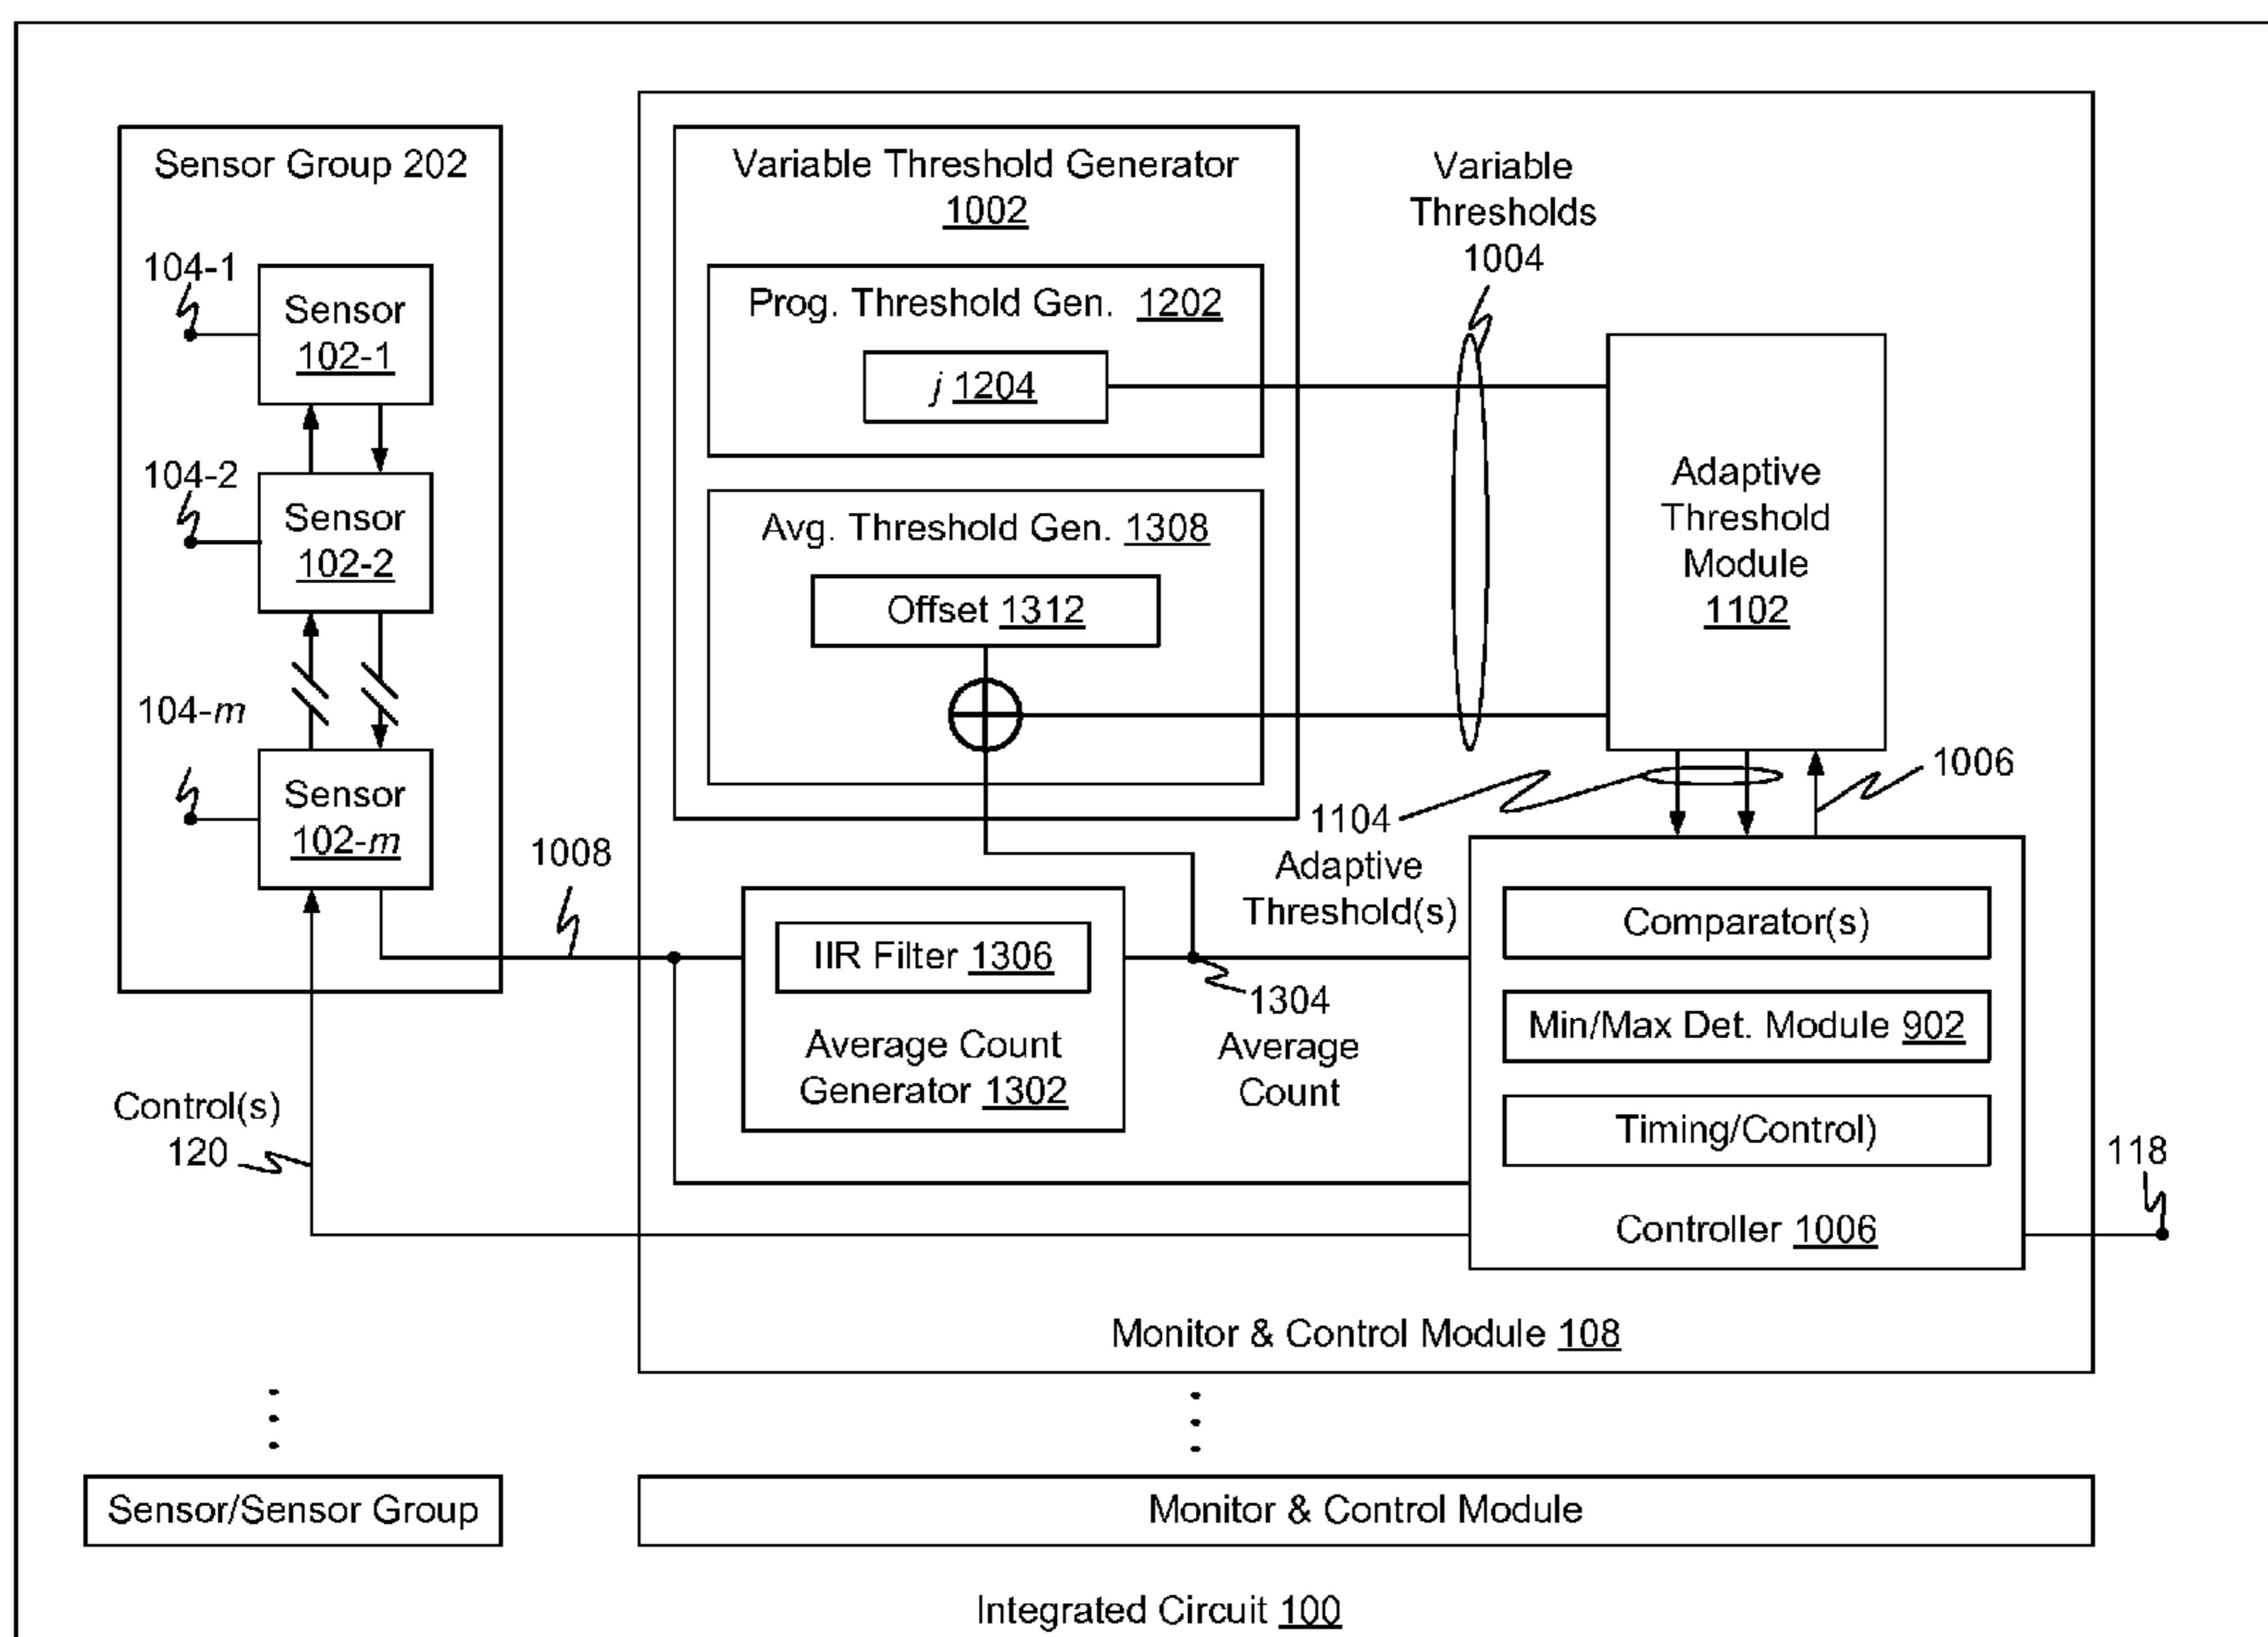 Sensor Group 202
104-1
Sensor
102-1
104-2
Sensor
102-2
104-m
Sensor
102-m
Control(s)
120
1008
Variable Threshold Generator
1002
Prog. Threshold Gen. 1202
j 1204
Avg. Threshold Gen. 1308
Offset 1312
Variable
Thresholds
1004
Adaptive
Threshold
Module
1102
1006
1104
Adaptive
Threshold(s)
IIR Filter 1306
Average Count
Generator 1302
1304
Average
Count
Comparator(s)
Min/Max Det. Module 902
Timing/Control)
Controller 1006
118
Monitor & Control Module 108
Sensor/Sensor Group
Monitor & Control Module
Integrated Circuit 100